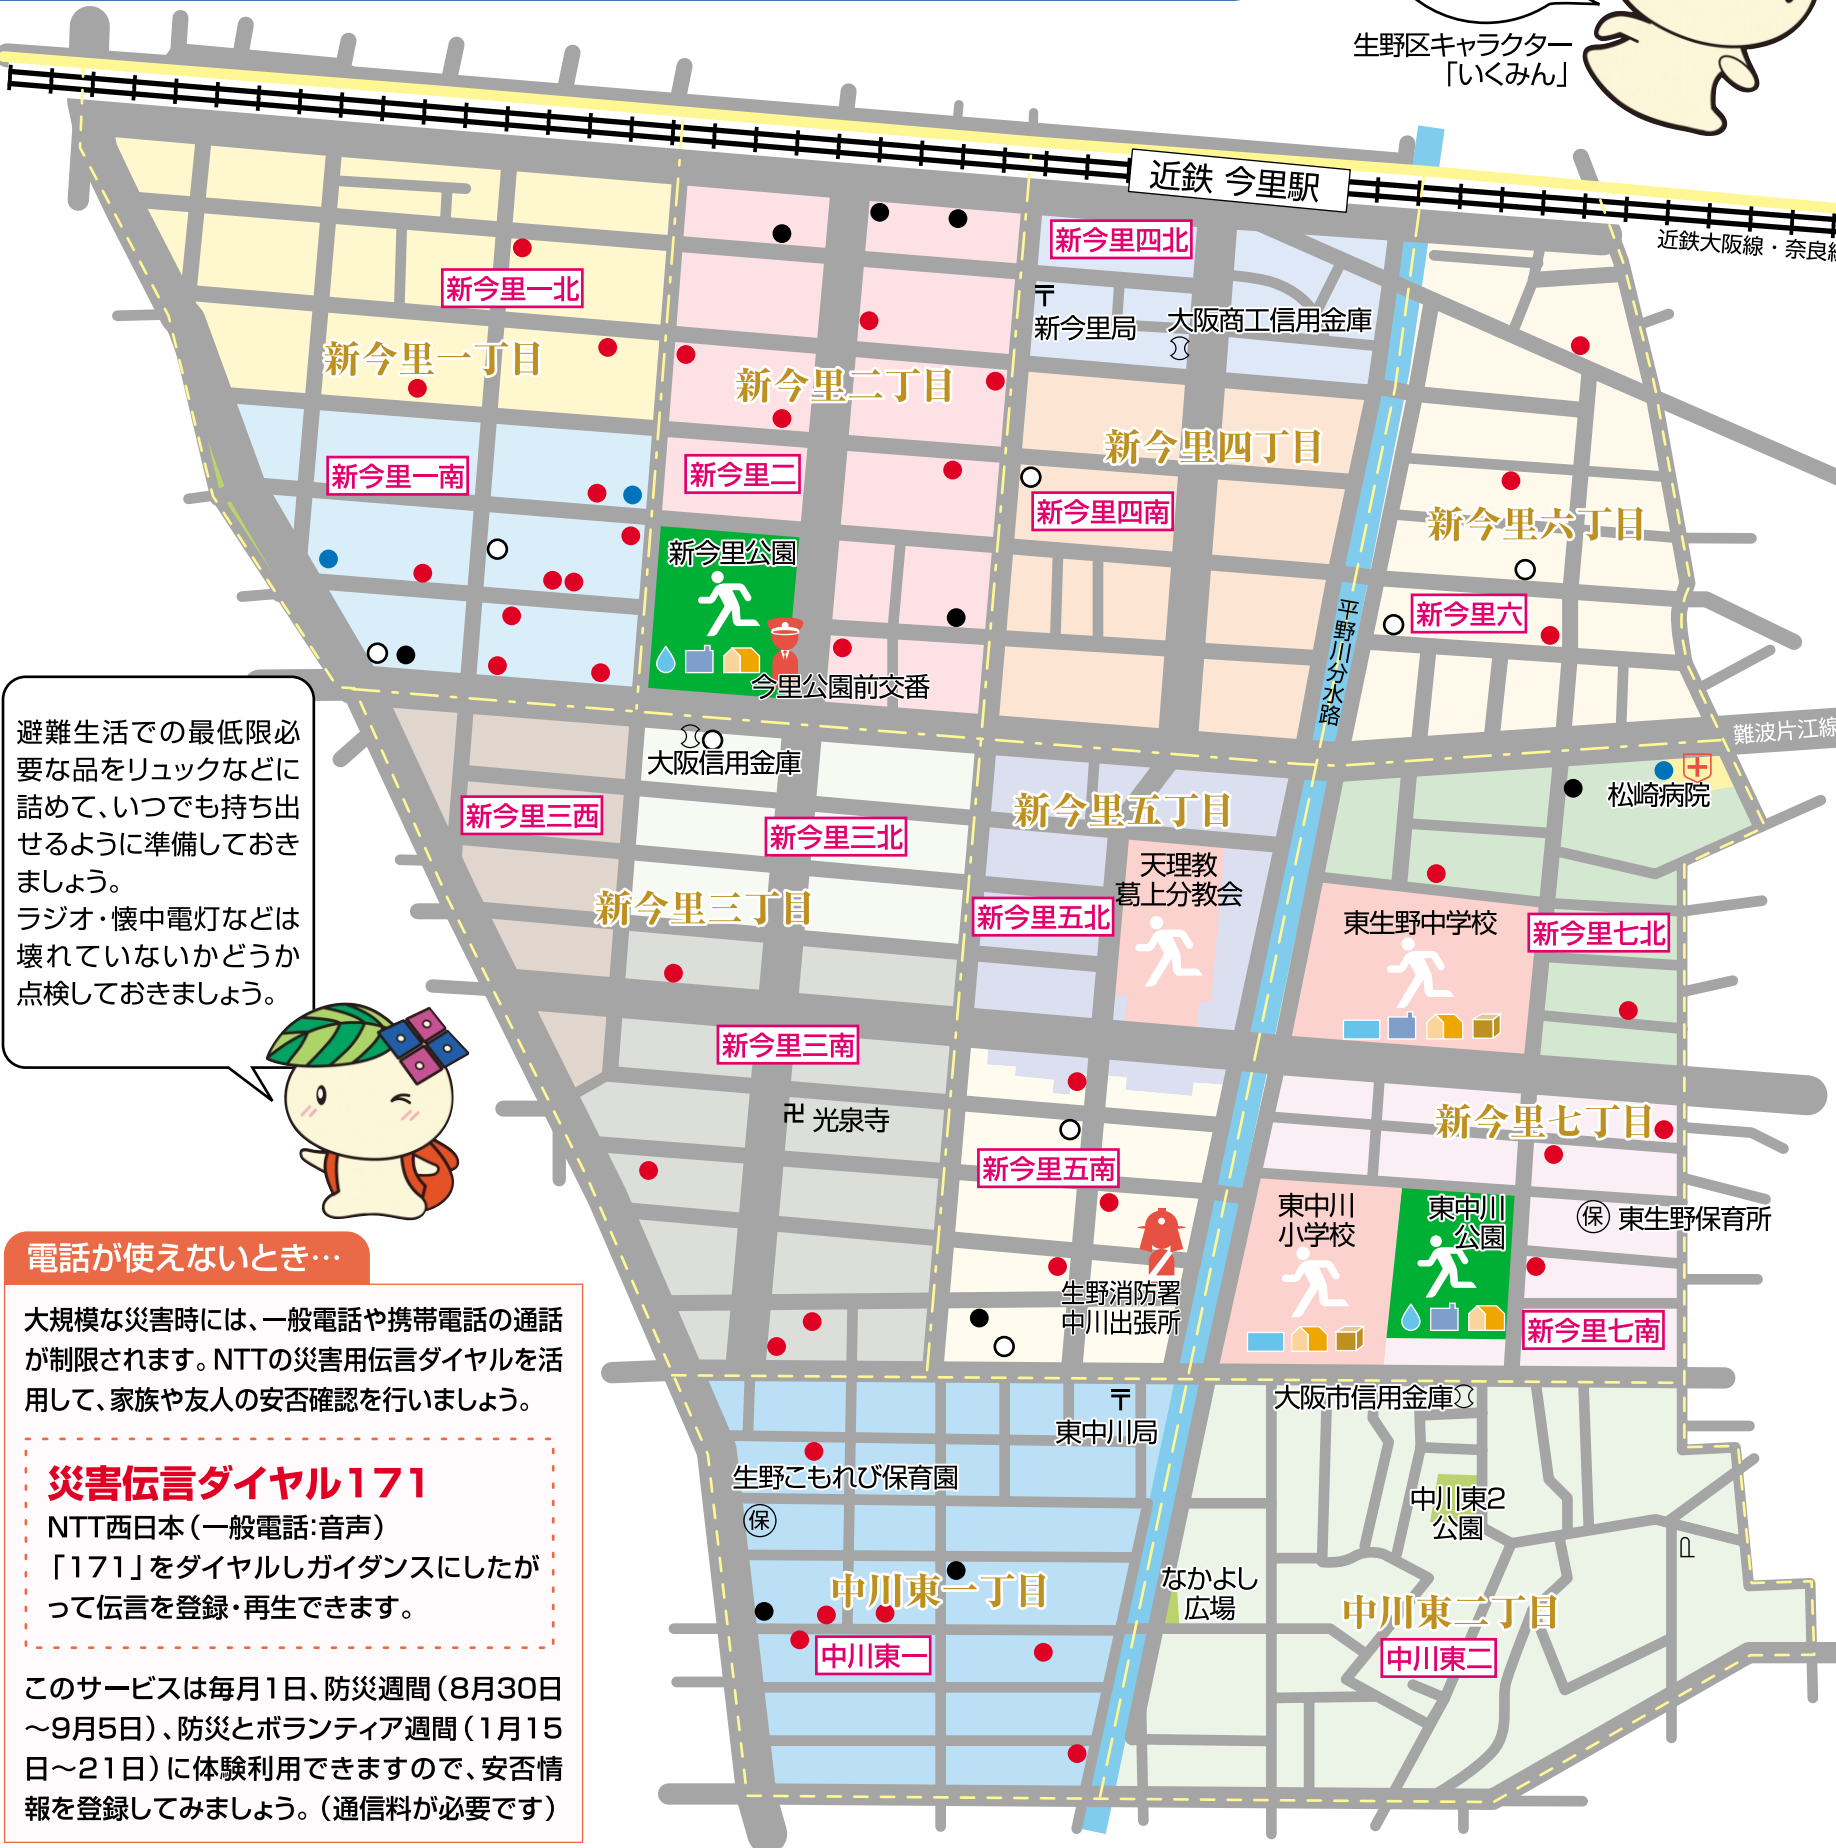 生野区キャラクター
「いくみん」
近鉄 今里駅
近鉄大阪線・奈良線
新今里四北
新今里一北
〒
新今里局
大阪商工信用金庫
新今里一丁目
新今里二丁目
新今里四丁目
新今里一南
新今里二
新今里四南
新今里六丁目
新今里公園
新今里六
平野川分水路
今里公園前交番
難波片江線
大阪信用金庫
松崎病院
新今里三西
新今里三北
新今里五丁目
天理教
葛上分教会
新今里三丁目
新今里五北
東生野中学校
新今里七北
新今里三南
卍 光泉寺
新今里七丁目
新今里五南
東中川
小学校
東中川
公園
保 東生野保育所
生野消防署
中川出張所
新今里七南
〒
東中川局
大阪市信用金庫
生野こもれび保育園
保
中川東2
公園
なかよし
広場
中川東一丁目
中川東二丁目
中川東一
中川東二
避難生活での最低限必
要な品をリュックなどに
詰めて、いつでも持ち出
せるように準備しておき
ましょう。
ラジオ・懐中電灯などは
壊れていないかどうか
点検しておきましょう。
電話が使えないとき…
大規模な災害時には、一般電話や携帯電話の通話
が制限されます。NTTの災害用伝言ダイヤルを活
用して、家族や友人の安否確認を行いましょう。
災害伝言ダイヤル171
NTT西日本（一般電話:音声）
「171」をダイヤルしガイダンスにしたが
って伝言を登録・再生できます。
このサービスは毎月1日、防災週間（8月30日
～9月5日）、防災とボランティア週間（1月15
日～21日）に体験利用できますので、安否情
報を登録してみましょう。（通信料が必要です）